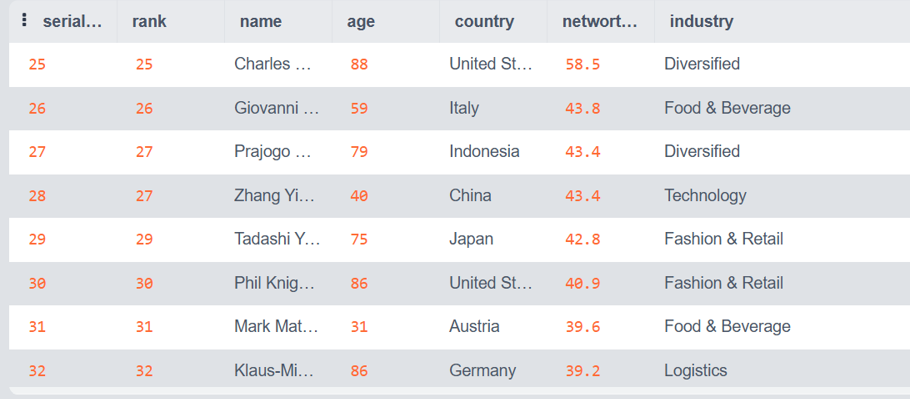 serial... rank name age country networt... industry
25 25 Charles ... 88 United St... 58.5 Diversified
26 26 Giovanni ... 59 Italy 43.8 Food & Beverage
27 27 Prajogo ... 79 Indonesia 43.4 Diversified
28 27 Zhang Yi... 40 China 43.4 Technology
29 29 Tadashi Y... 75 Japan 42.8 Fashion & Retail
30 30 Phil Knig... 86 United St... 40.9 Fashion & Retail
31 31 Mark Mat... 31 Austria 39.6 Food & Beverage
32 32 Klaus-Mi... 86 Germany 39.2 Logistics